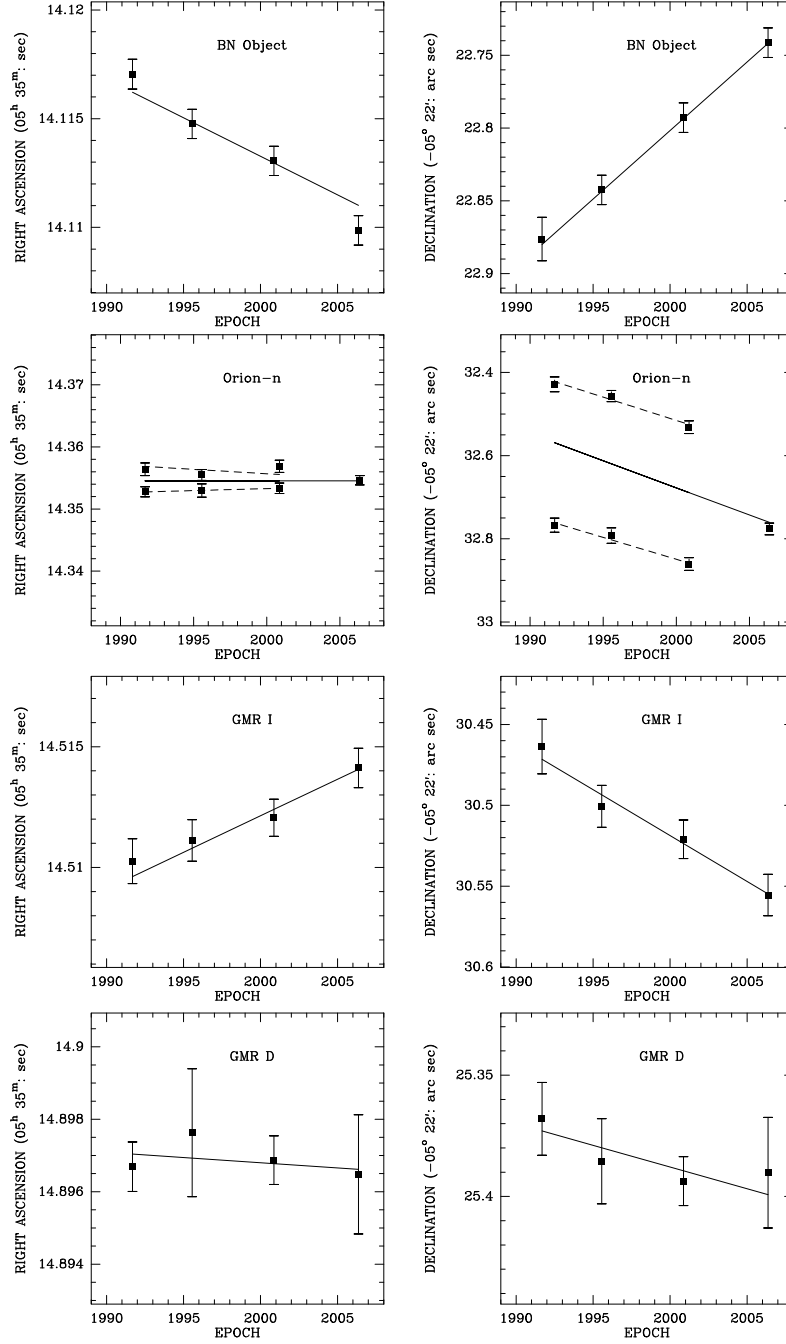 BN Object
RIGHT ASCENSION (05h 35m: sec)
14.12
14.115
14.11
1990 1995 2000 2005
EPOCH
BN Object
DECLINATION (−05° 22': arc sec)
22.75
22.8
22.85
22.9
1990 1995 2000 2005
EPOCH
Orion−n
RIGHT ASCENSION (05h 35m: sec)
14.37
14.36
14.35
14.34
1990 1995 2000 2005
EPOCH
Orion−n
DECLINATION (−05° 22': arc sec)
32.4
32.6
32.8
33
1990 1995 2000 2005
EPOCH
GMR I
RIGHT ASCENSION (05h 35m: sec)
14.515
14.51
1990 1995 2000 2005
EPOCH
GMR I
DECLINATION (−05° 22': arc sec)
30.45
30.5
30.55
30.6
1990 1995 2000 2005
EPOCH
GMR D
RIGHT ASCENSION (05h 35m: sec)
14.9
14.898
14.896
14.894
1990 1995 2000 2005
EPOCH
GMR D
DECLINATION (−05° 22': arc sec)
25.35
25.4
1990 1995 2000 2005
EPOCH